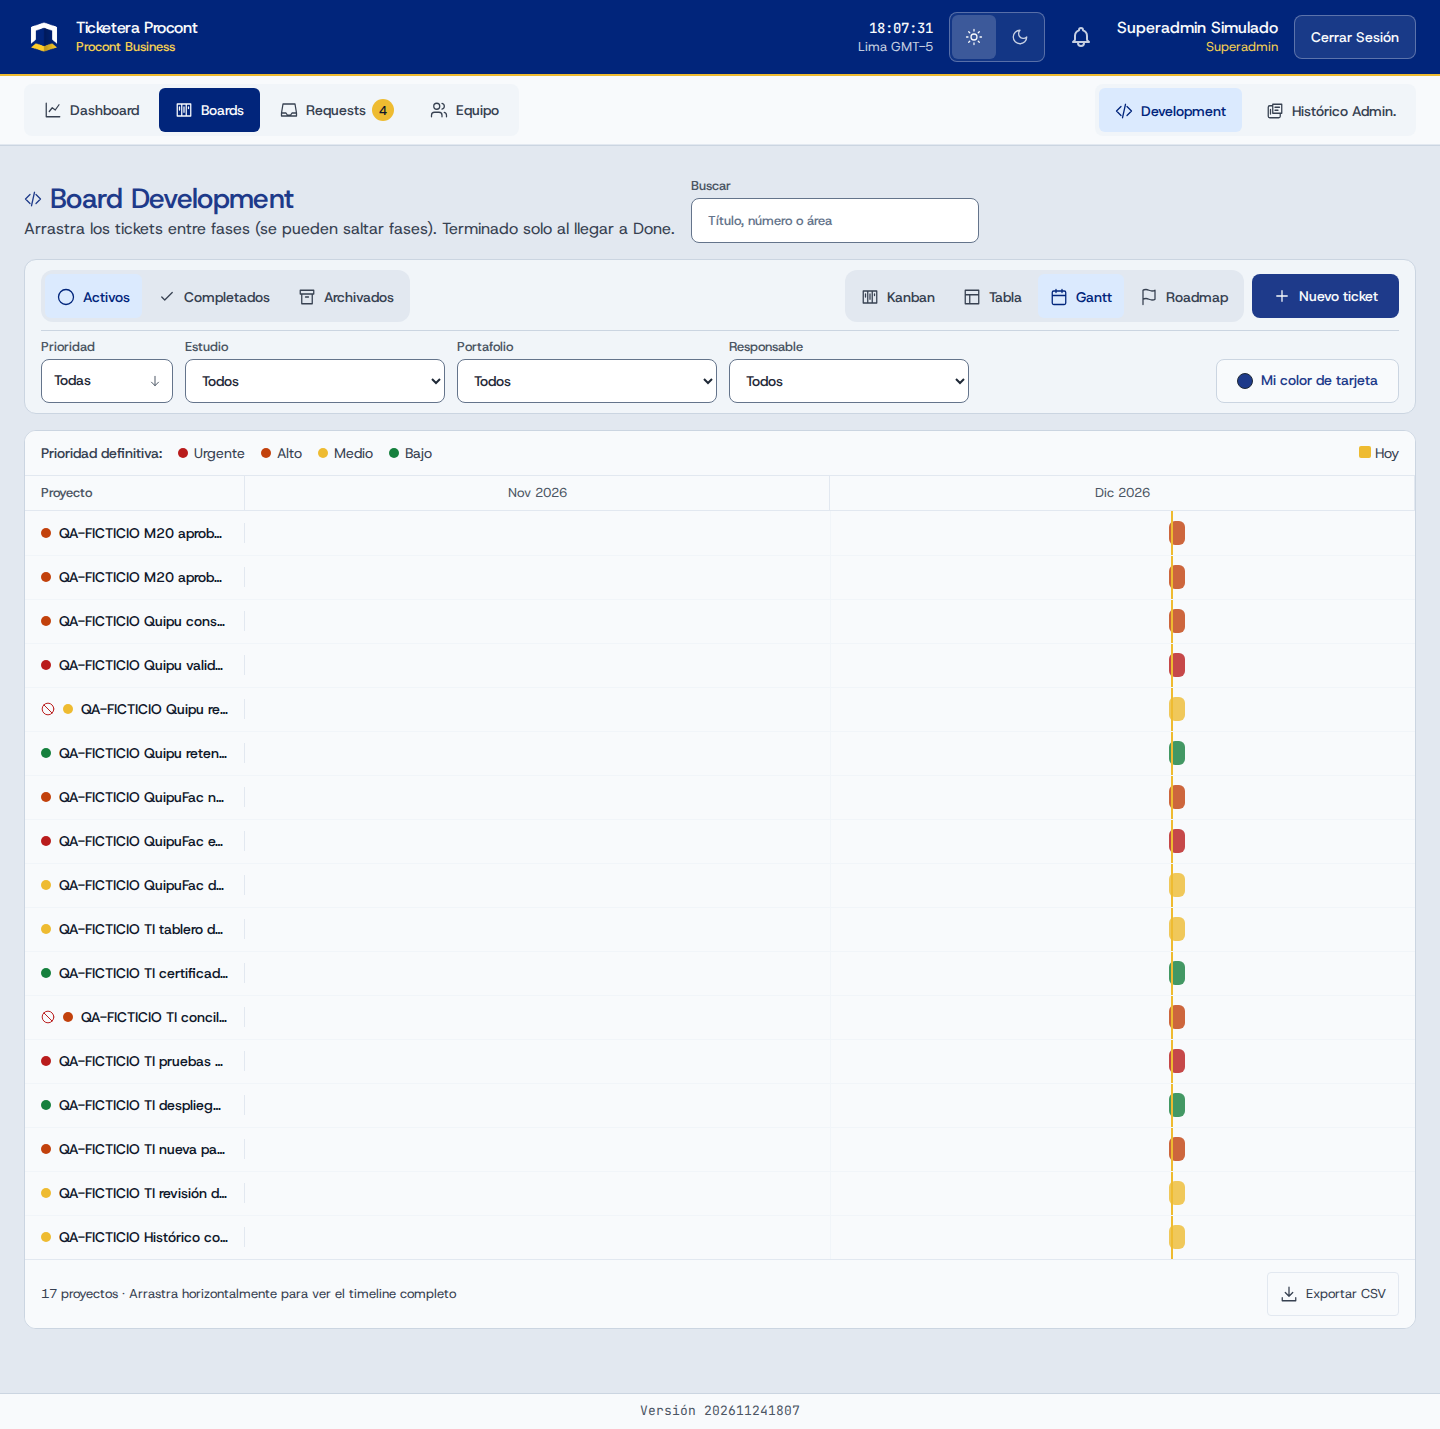 Ticketera Procont
Procont Business
18:07:31
Lima GMT-5
Superadmin Simulado
Superadmin
Cerrar Sesión
Dashboard
Boards
Requests 4
Equipo
Development
Histórico Admin.
Board Development
Arrastra los tickets entre fases (se pueden saltar fases). Terminado solo al llegar a Done.
Buscar
Título, número o área
Activos
Completados
Archivados
Kanban
Tabla
Gantt
Roadmap
Nuevo ticket
Prioridad
Todas
Estudio
Todos
Portafolio
Todos
Responsable
Todos
Mi color de tarjeta
Prioridad definitiva: Urgente Alto Medio Bajo
Hoy
Proyecto
Nov 2026
Dic 2026
QA-FICTICIO M20 aprob...
QA-FICTICIO M20 aprob...
QA-FICTICIO Quipu cons...
QA-FICTICIO Quipu valid...
QA-FICTICIO Quipu re...
QA-FICTICIO Quipu reten...
QA-FICTICIO QuipuFac n...
QA-FICTICIO QuipuFac e...
QA-FICTICIO QuipuFac d...
QA-FICTICIO TI tablero d...
QA-FICTICIO TI certificad...
QA-FICTICIO TI concil...
QA-FICTICIO TI pruebas ...
QA-FICTICIO TI desplieg...
QA-FICTICIO TI nueva pa...
QA-FICTICIO TI revisión d...
QA-FICTICIO Histórico co...
17 proyectos · Arrastra horizontalmente para ver el timeline completo
Exportar CSV
Versión 202611241807